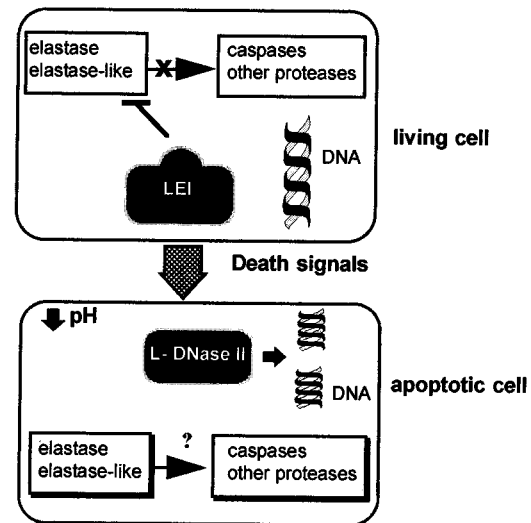 elastase
elastase-like
X
caspases
other proteases
living cell
DNA
LEI
Death signals
pH
L- DNase II
DNA
apoptotic cell
?
elastase
elastase-like
caspases
other proteases